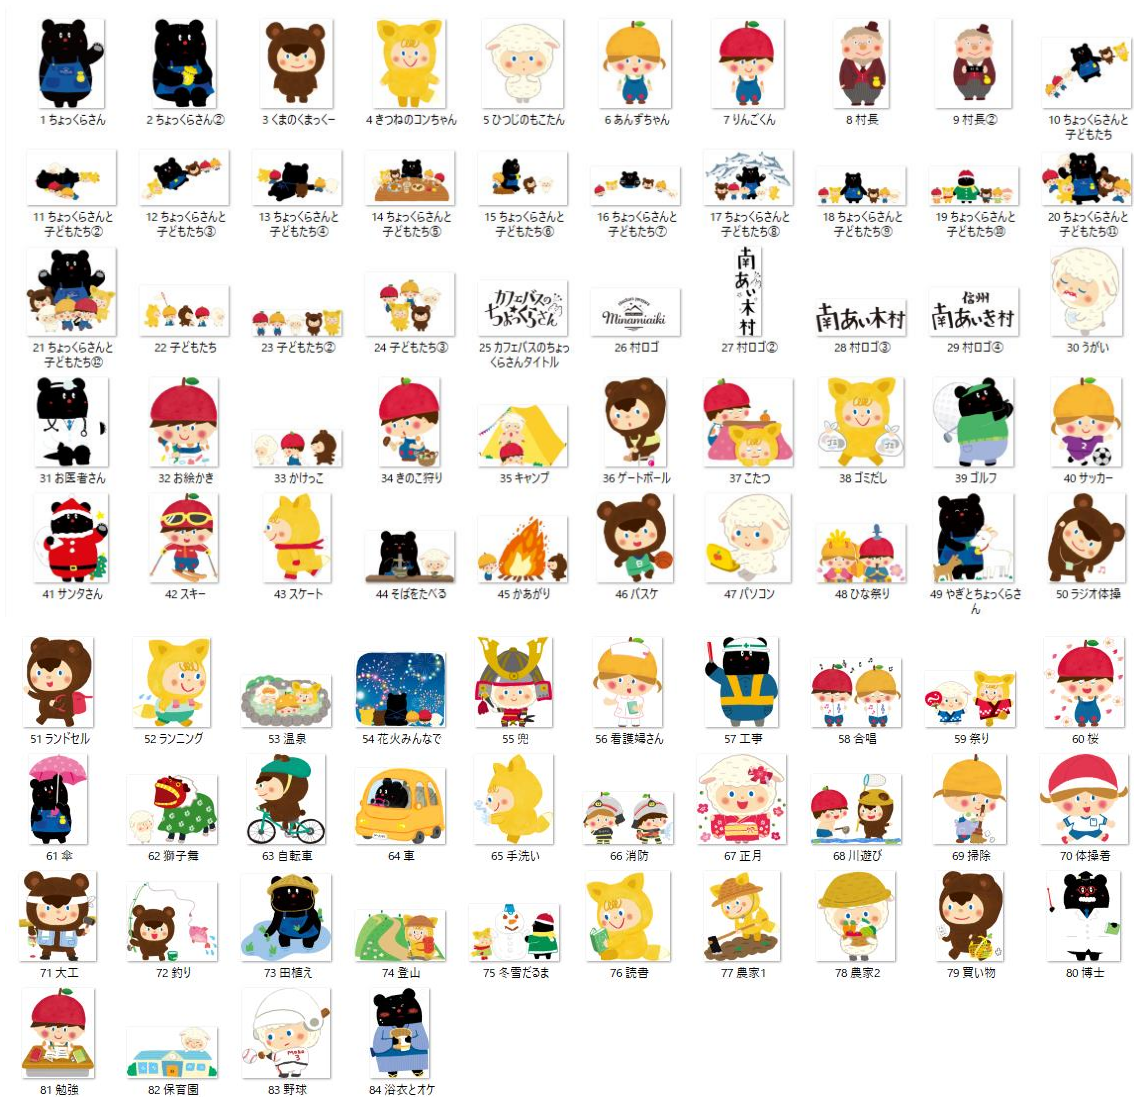 1 ちょっくらさん
2 ちょっくらさん②
3 くまのくまっくー
4 きつねのコンちゃん
5 ひつじのもこたん
6 あんずちゃん
7 りんごくん
8 村長
9 村長②
10 ちょっくらさんと
子どもたち
11 ちょっくらさんと
子どもたち②
12 ちょっくらさんと
子どもたち③
13 ちょっくらさんと
子どもたち④
14 ちょっくらさんと
子どもたち⑤
15 ちょっくらさんと
子どもたち⑥
16 ちょっくらさんと
子どもたち⑦
17 ちょっくらさんと
子どもたち⑧
18 ちょっくらさんと
子どもたち⑨
19 ちょっくらさんと
子どもたち⑩
20 ちょっくらさんと
子どもたち⑪
カフェバスの
ちょっくらさん
Minamiaiki
南あい木村
南あい木村
信州
南あいき村
21 ちょっくらさんと
子どもたち⑫
22 子どもたち
23 子どもたち②
24 子どもたち③
25 カフェバスのちょっ
くらさんタイトル
26 村ロゴ
27 村ロゴ②
28 村ロゴ③
29 村ロゴ④
30 うがい
ゴミ
ゴミ
2
31 お医者さん
32 お絵かき
33 かけっこ
34 きのこ狩り
35 キャンプ
36 ゲートボール
37 こたつ
38 ゴミだし
39 ゴルフ
40 サッカー
41 サンタさん
42 スキー
43 スケート
44 そばをたべる
45 かあがり
46 バスケ
47 パソコン
48 ひな祭り
49 やぎとちょっくらさ
ん
50 ラジオ体操
51 ランドセル
52 ランニング
53 温泉
54 花火みんなで
55 兜
56 看護婦さん
57 工事
58 合唱
59 祭り
60 桜
61 傘
62 獅子舞
63 自転車
64 車
65 手洗い
66 消防
67 正月
68 川遊び
69 掃除
70 体操着
71 大工
72 釣り
73 田植え
74 登山
75 冬雪だるま
76 読書
77 農家1
78 農家2
79 買い物
80 博士
moko
3
81 勉強
82 保育園
83 野球
84 浴衣とオケ